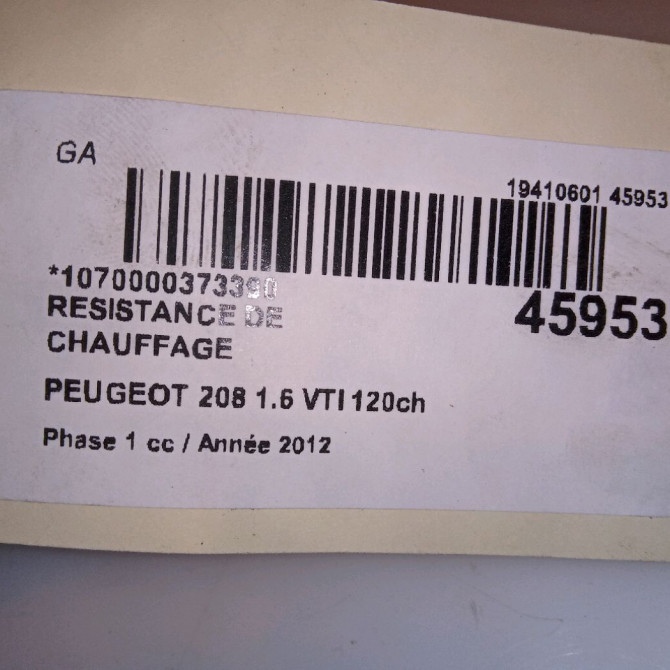 GA
19410601 45953
*1070000373390
45953
RESISTANCE DE
CHAUFFAGE
PEUGEOT 208 1.6 VTI 120ch
Phase 1 cc / Année 2012